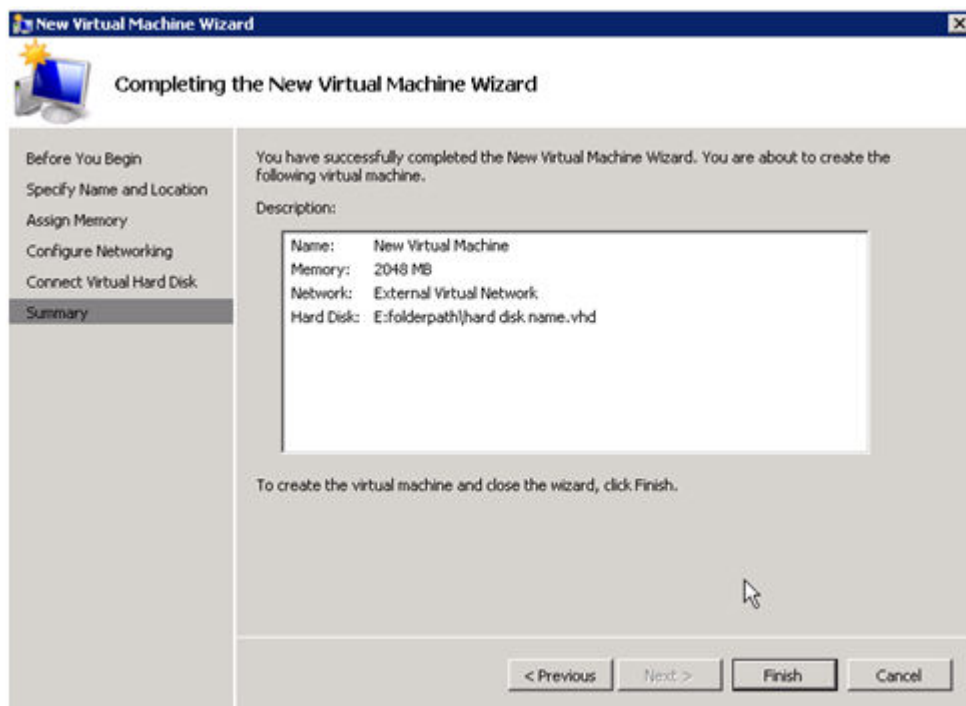 New Virtual Machine Wizard
Completing the New Virtual Machine Wizard
Before You Begin
Specify Name and Location
Assign Memory
Configure Networking
Connect Virtual Hard Disk
Summary
You have successfully completed the New Virtual Machine Wizard. You are about to create the
following virtual machine.
Description:
Name: New Virtual Machine
Memory: 2048 MB
Network: External Virtual Network
Hard Disk: E:folderpath\hard disk name.vhd
To create the virtual machine and close the wizard, click Finish.
< Previous Next > Finish Cancel